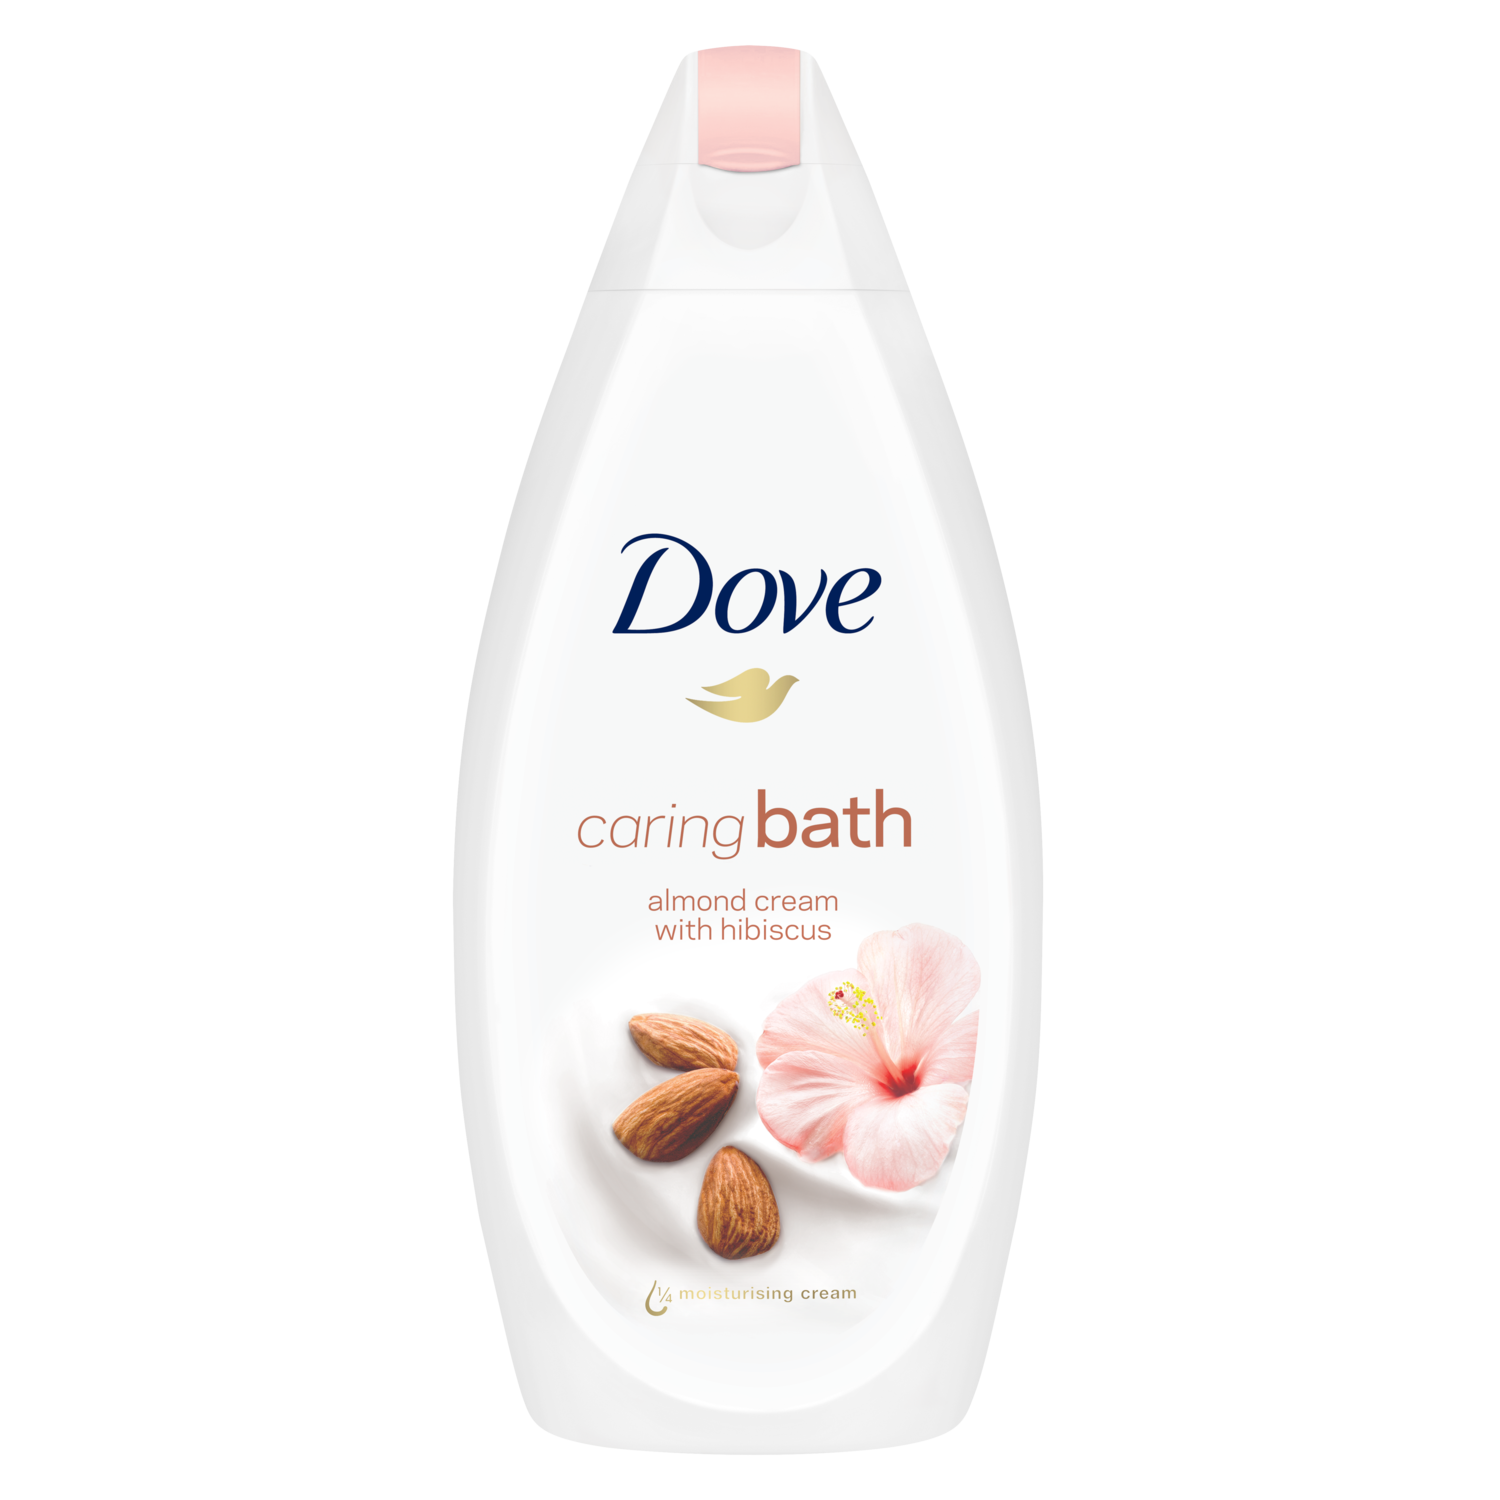 Dove
caring bath
almond cream
with hibiscus
1/4 moisturising cream